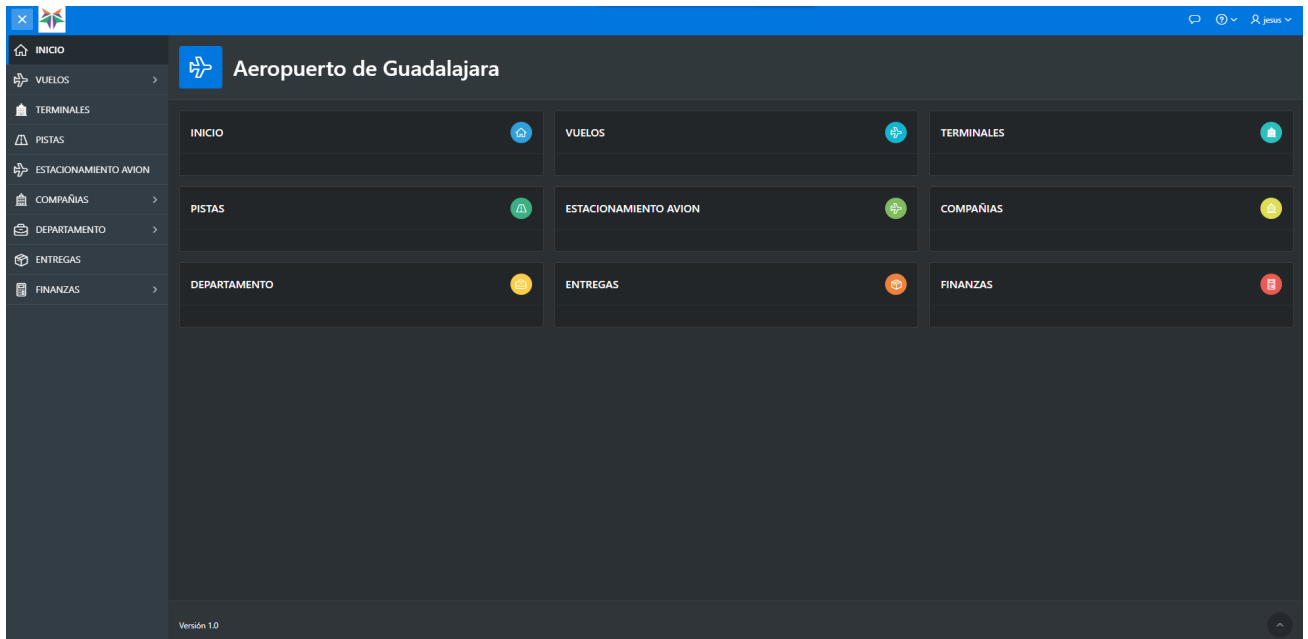 jesus
INICIO
VUELOS
TERMINALES
PISTAS
ESTACIONAMIENTO AVION
COMPAÑIAS
DEPARTAMENTO
ENTREGAS
FINANZAS
Aeropuerto de Guadalajara
INICIO
VUELOS
TERMINALES
PISTAS
ESTACIONAMIENTO AVION
COMPAÑIAS
DEPARTAMENTO
ENTREGAS
FINANZAS
Versión 1.0